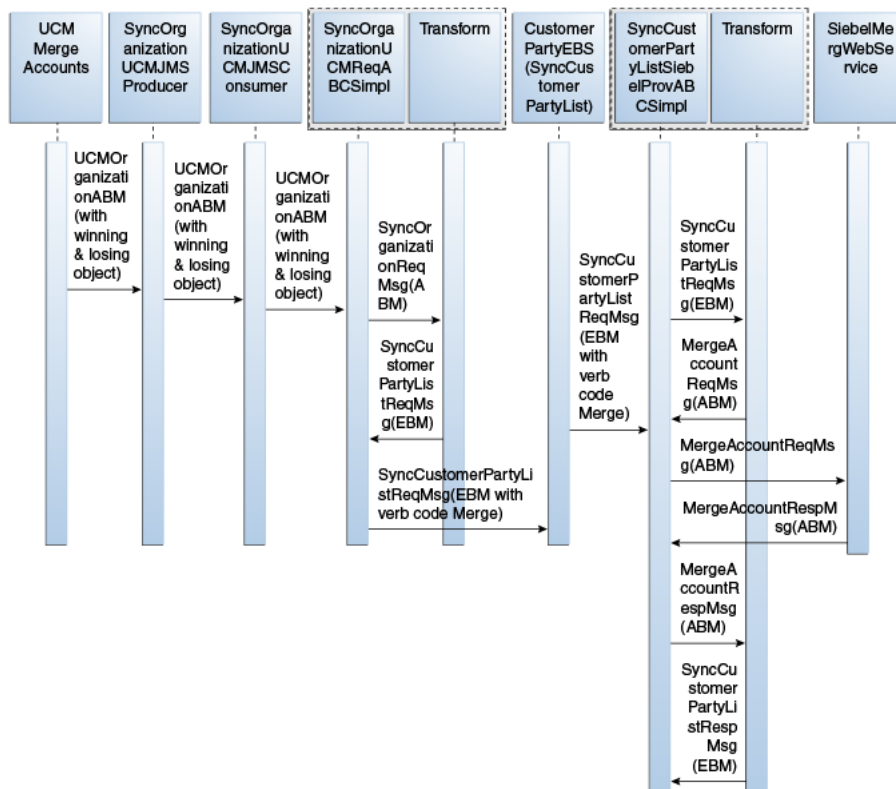 UCM
Merge
Accounts
SyncOrg
anization
UCMJMS
Producer
SyncOrga
nizationU
CMJMSC
onsumer
SyncOrga
nizationU
CMReqA
BCSimpl
Transform
Customer
PartyEBS
(SyncCus
tomer
PartyList)
SyncCust
omerPart
yListSieb
elProvAB
CSimpl
Transform
SiebelMe
rgWebSe
rvice
UCMOr
ganizati
onABM
(with
winning
& losing
object)
UCMOr
ganizati
onABM
(with
winning
& losing
object)
UCMOr
ganizati
onABM
(with
winning
& losing
object)
SyncOr
ganizati
onReq
Msg(A
BM)
SyncCu
stomer
PartyLis
tReqMs
g(EBM)
SyncCustomerPartyLi
stReqMsg(EBM with
verb code Merge)
SyncCu
stomerP
artyList
ReqMsg
(EBM
with
verb
code
Merge)
SyncCu
stomer
PartyLis
tReqMs
g(EBM)
MergeA
ccount
ReqMs
g(ABM)
MergeAccountReqMs
g(ABM)
MergeAccountRespM
sg(ABM)
MergeA
ccountR
espMsg
(ABM)
SyncCu
stomer
PartyLi
stResp
Msg
(EBM)